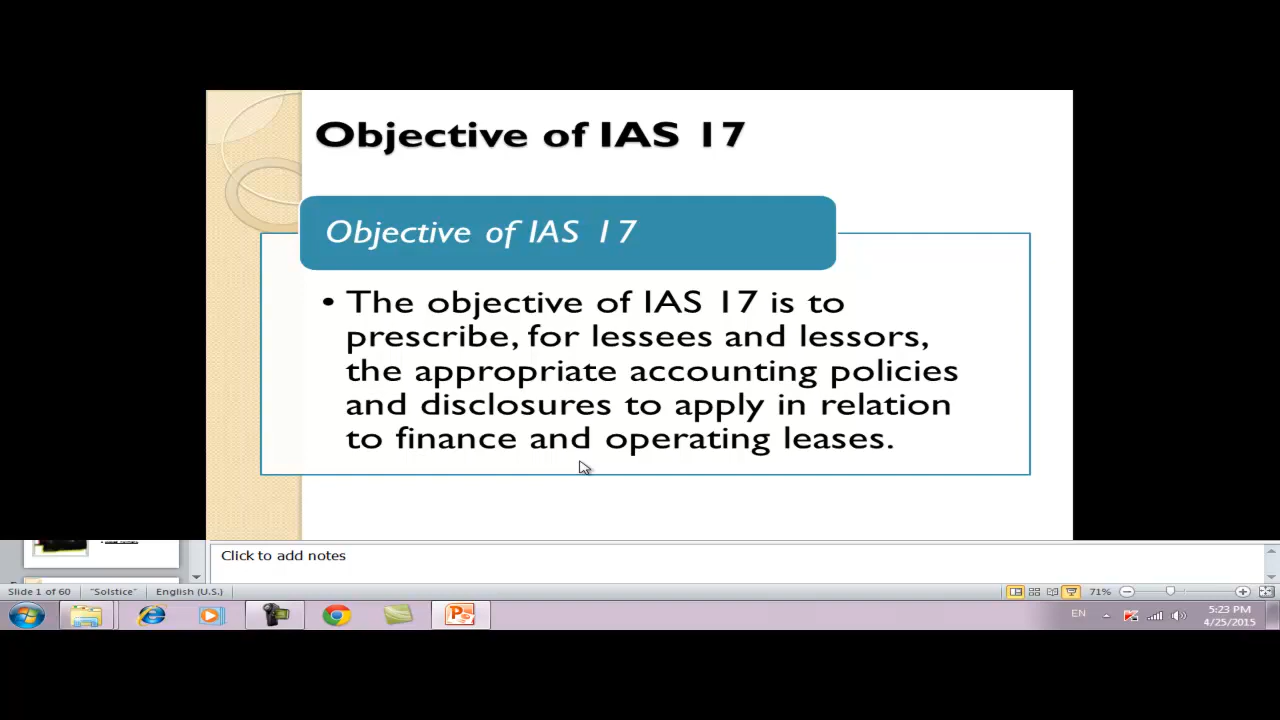 Objective of IAS 17
Objective of IAS 17
• The objective of IAS 17 is to
prescribe, for lessees and lessors,
the appropriate accounting policies
and disclosures to apply in relation
to finance and operating leases.
Click to add notes
Slide 1 of 60 "Solstice" English (U.S.) 71%
EN 5:23 PM
4/25/2015